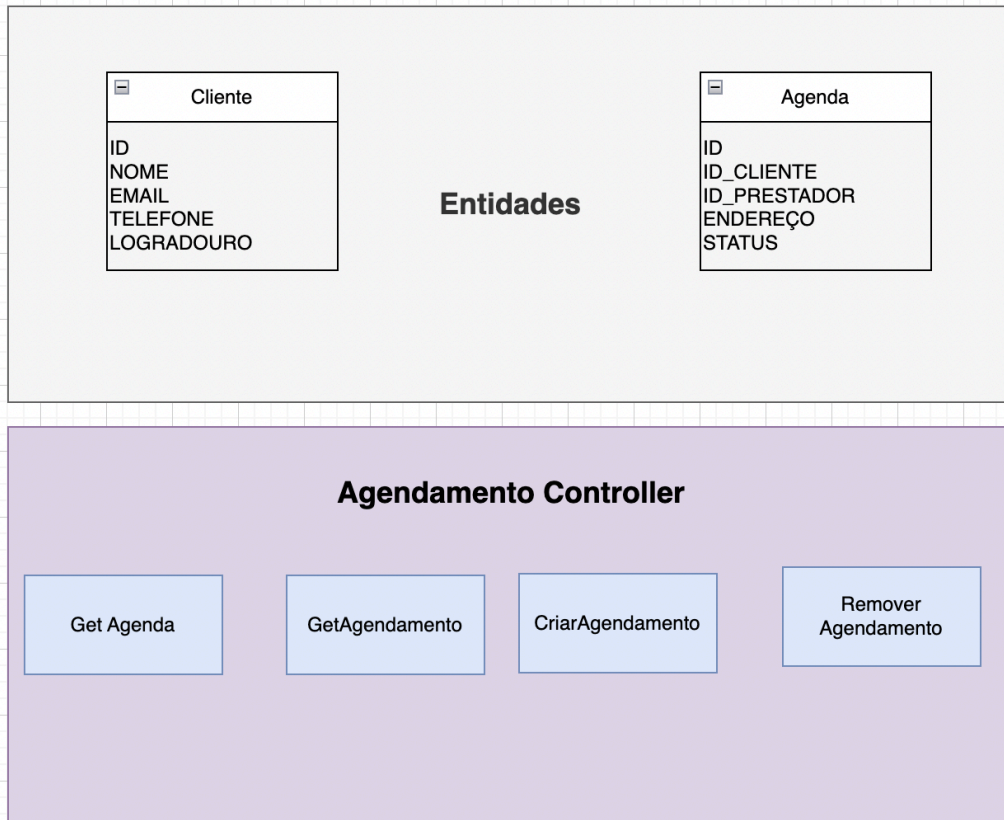 Cliente
ID
NOME
EMAIL
TELEFONE
LOGRADOURO
Entidades
Agenda
ID
ID_CLIENTE
ID_PRESTADOR
ENDEREÇO
STATUS
Agendamento Controller
Get Agenda
GetAgendamento
CriarAgendamento
Remover
Agendamento